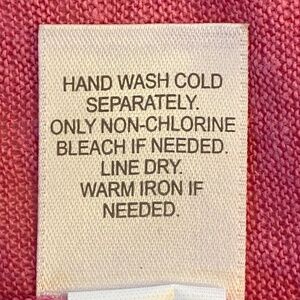 HAND WASH COLD
SEPARATELY.
ONLY NON-CHLORINE
BLEACH IF NEEDED.
LINE DRY.
WARM IRON IF
NEEDED.